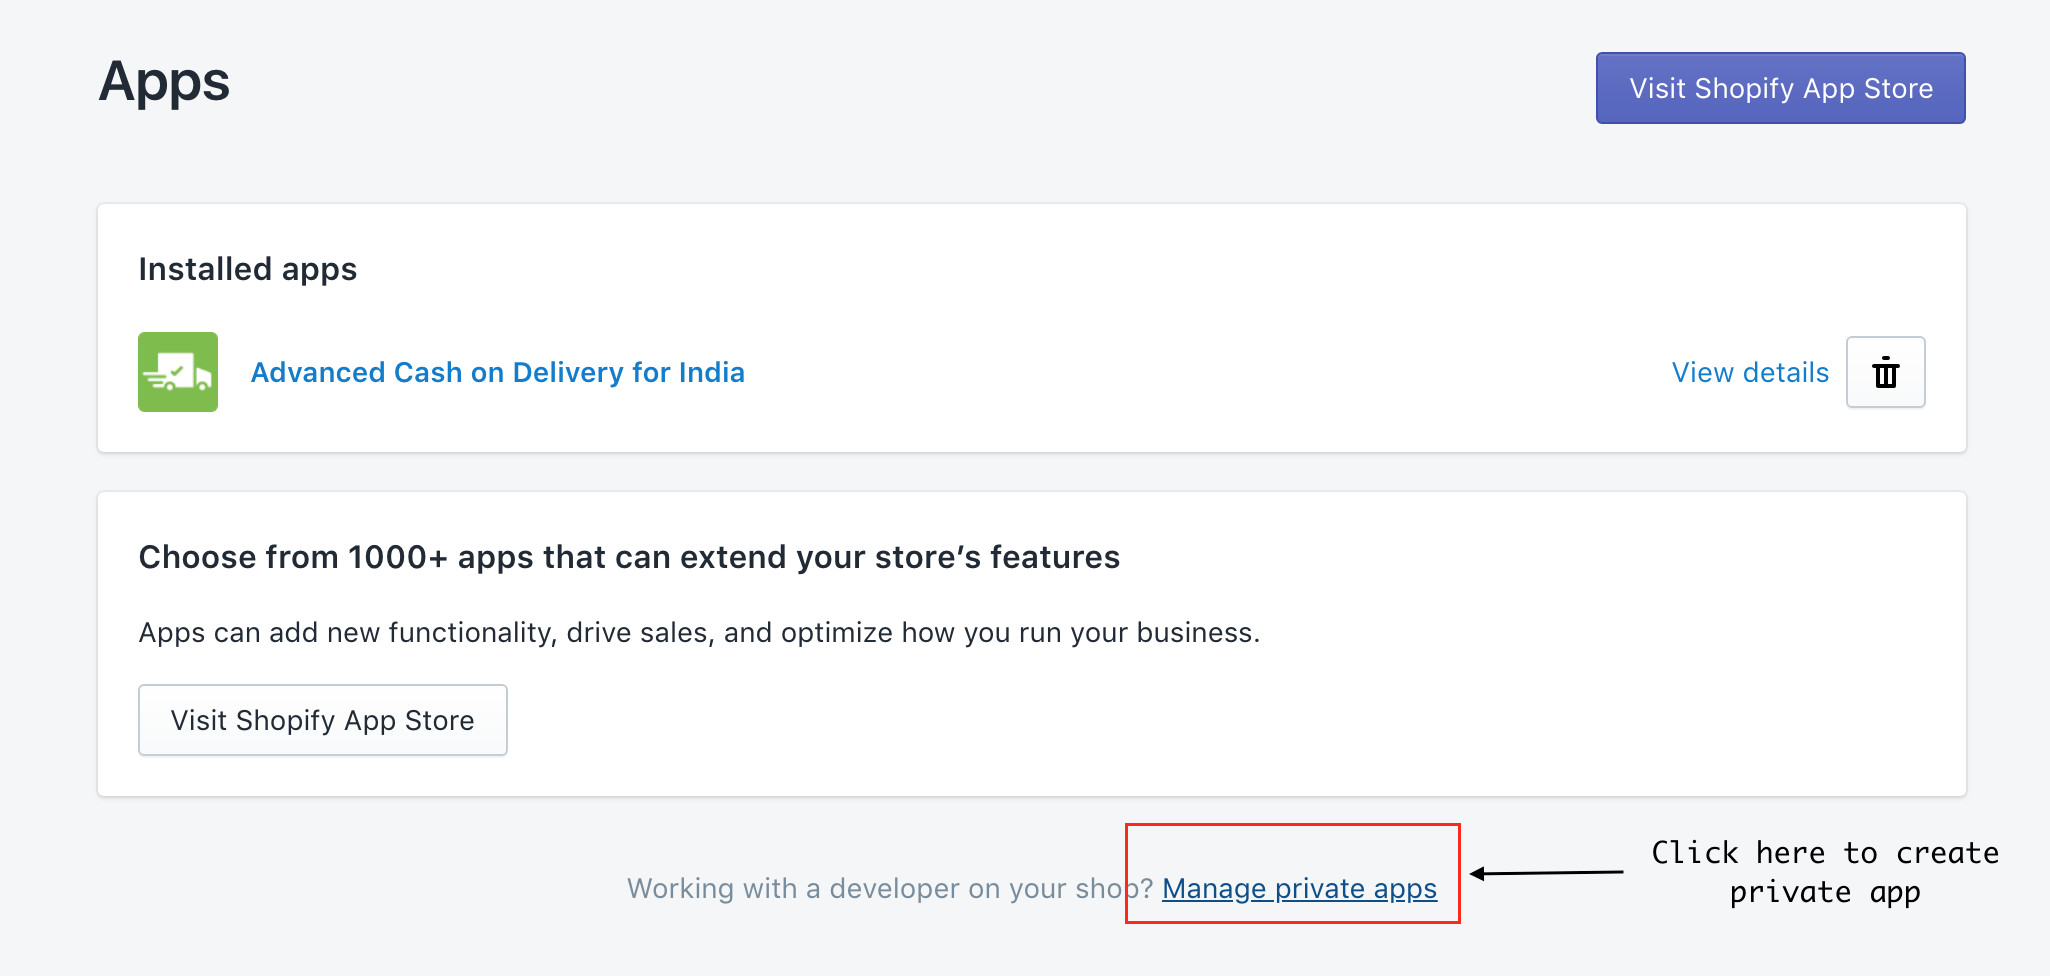 Apps
Visit Shopify App Store
Installed apps
Advanced Cash on Delivery for India
View details
Choose from 1000+ apps that can extend your store’s features
Apps can add new functionality, drive sales, and optimize how you run your business.
Visit Shopify App Store
Working with a developer on your shop? Manage private apps
Click here to create
private app